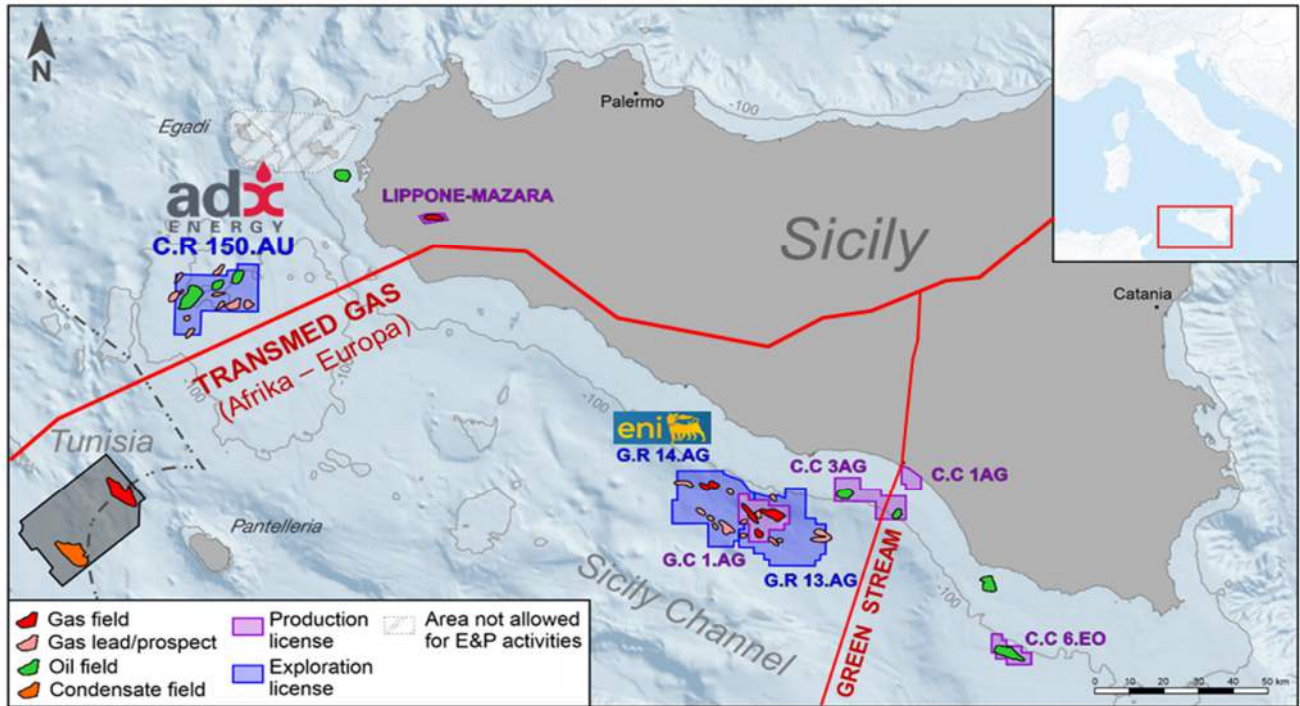 N
Palermo
-100
Egadi
adx
ENERGY
C.R 150.AU
LIPPONE-MAZARA
Sicily
Catania
TRANSMED GAS
(Afrika – Europa)
-100
-100
Tunisia
Pantelleria
eni
G.R 14.AG
C.C 3AG
C.C 1AG
G.C 1.AG
G.R 13.AG
Sicily Channel
GREEN STREAM
-100
C.C 6.EO
Gas field
Gas lead/prospect
Oil field
Condensate field
Production
license
Exploration
license
Area not allowed
for E&P activities
0 10 20 30 40 50 km